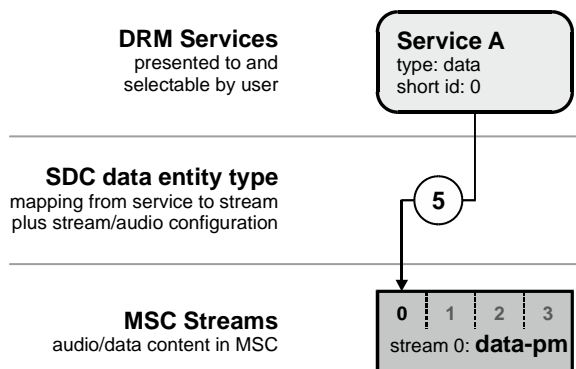 DRM Services
presented to and
selectable by user
Service A
type: data
short id: 0
SDC data entity type
mapping from service to stream
plus stream/audio configuration
5
MSC Streams
audio/data content in MSC
0 1 2 3
stream 0: data-pm